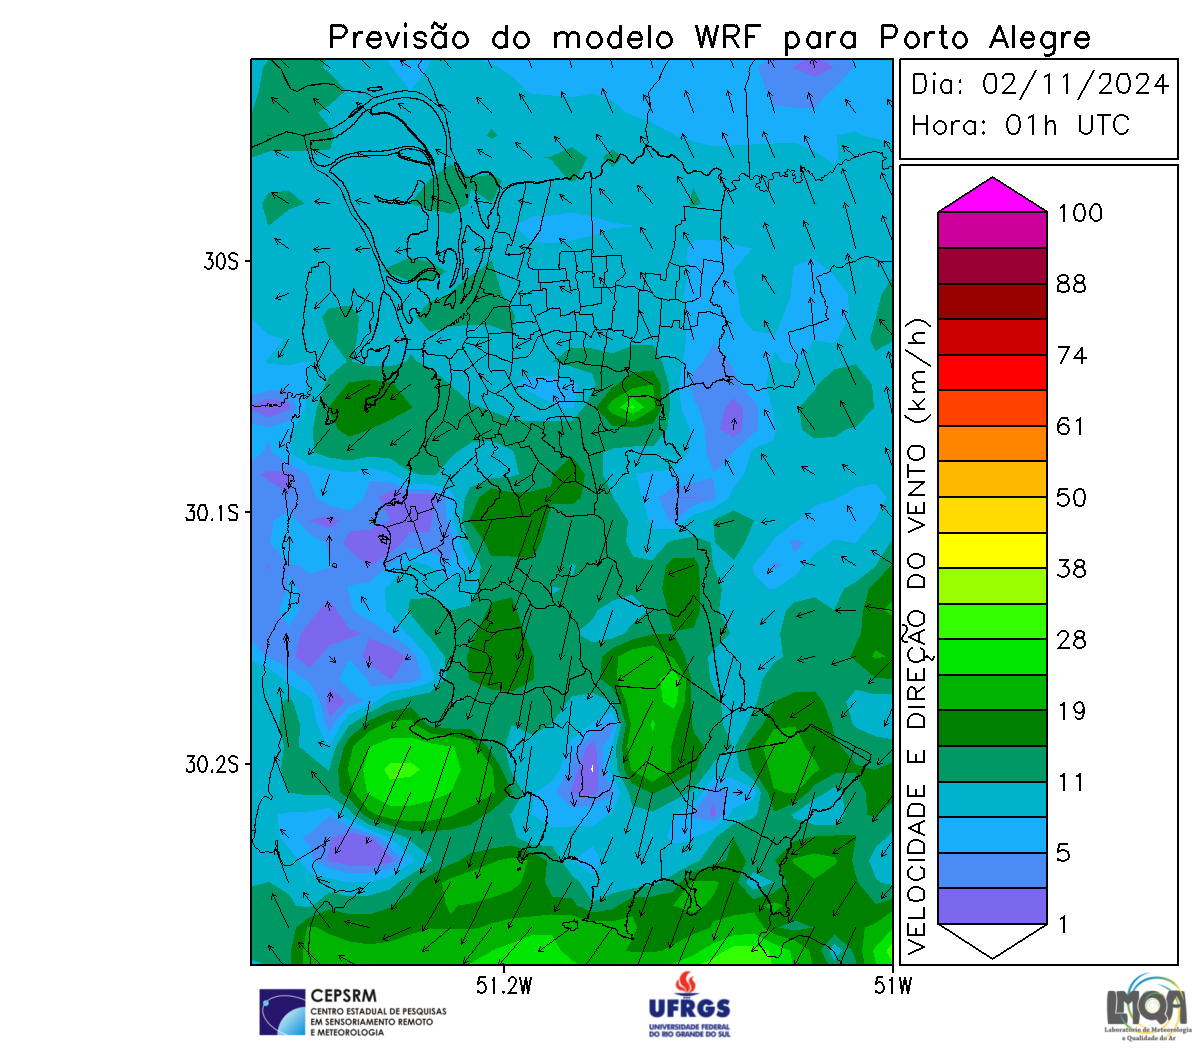 Previsão do modelo WRF para Porto Alegre
Dia: 02/11/2024
Hora: 01h UTC
30S
30.1S
30.2S
51.2W
51W
VELOCIDADE E DIREÇÃO DO VENTO (km/h)
100
88
74
61
50
38
28
19
11
5
1
CEPSRM
CENTRO ESTADUAL DE PESQUISAS
EM SENSORIAMENTO REMOTO
E METEOROLOGIA
UFRGS
UNIVERSIDADE FEDERAL
DO RIO GRANDE DO SUL
LMQA
Laboratório de Meteorologia
e Qualidade do Ar